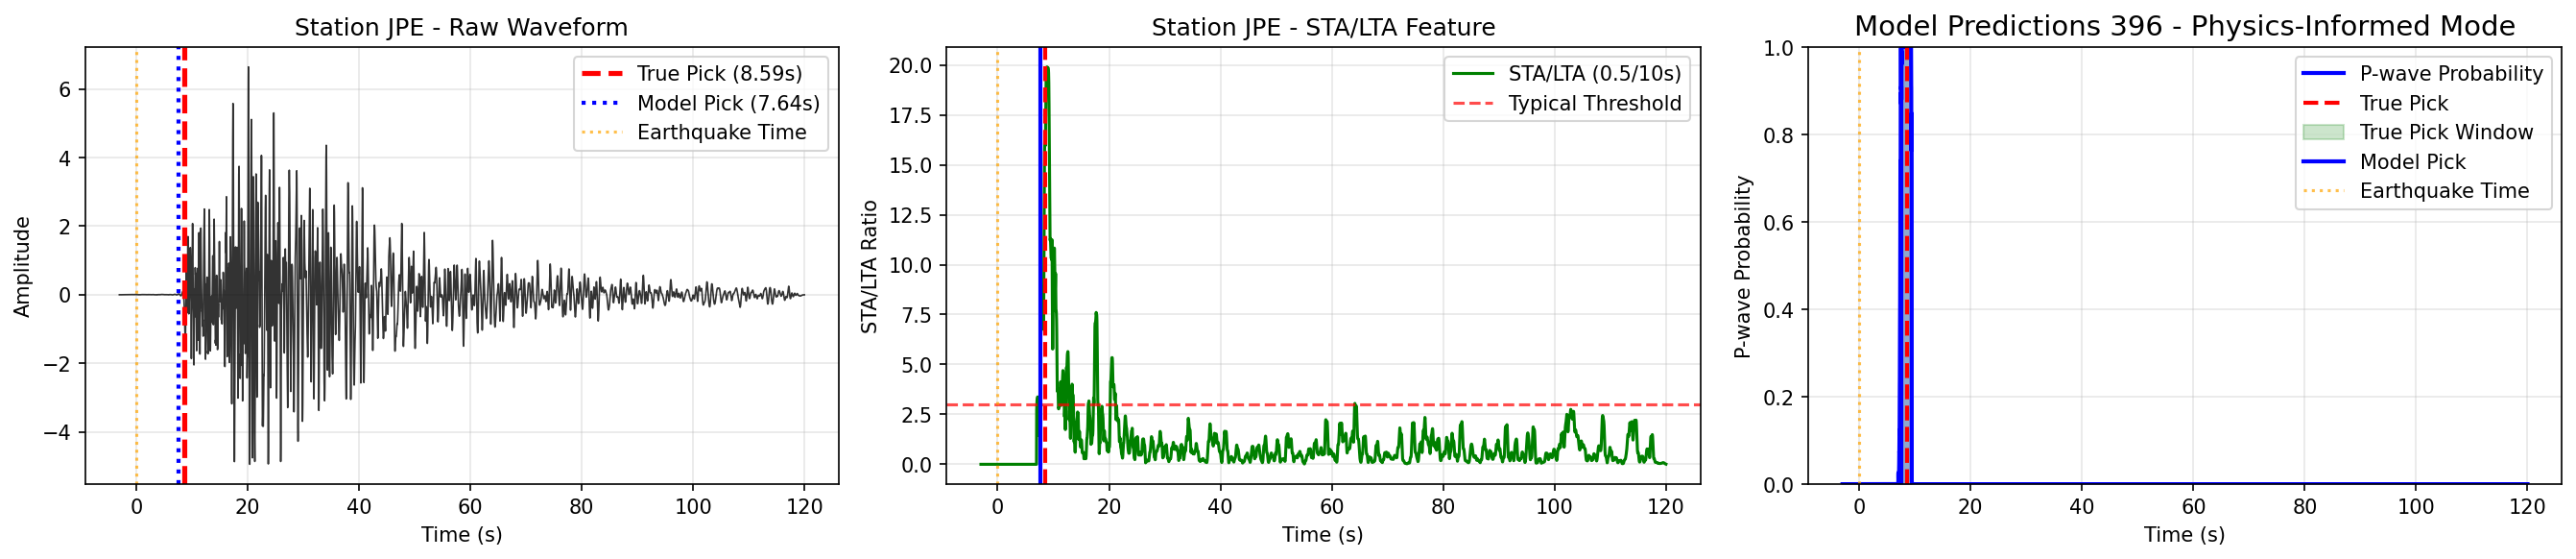 Station JPE - Raw Waveform
Amplitude
6
4
2
0
−2
−4
True Pick (8.59s)
Model Pick (7.64s)
Earthquake Time
0 20 40 60 80 100 120
Time (s)
Station JPE - STA/LTA Feature
STA/LTA Ratio
20.0
17.5
15.0
12.5
10.0
7.5
5.0
2.5
0.0
STA/LTA (0.5/10s)
Typical Threshold
0 20 40 60 80 100 120
Time (s)
Model Predictions 396 - Physics-Informed Mode
P-wave Probability
1.0
0.8
0.6
0.4
0.2
0.0
P-wave Probability
True Pick
True Pick Window
Model Pick
Earthquake Time
0 20 40 60 80 100 120
Time (s)